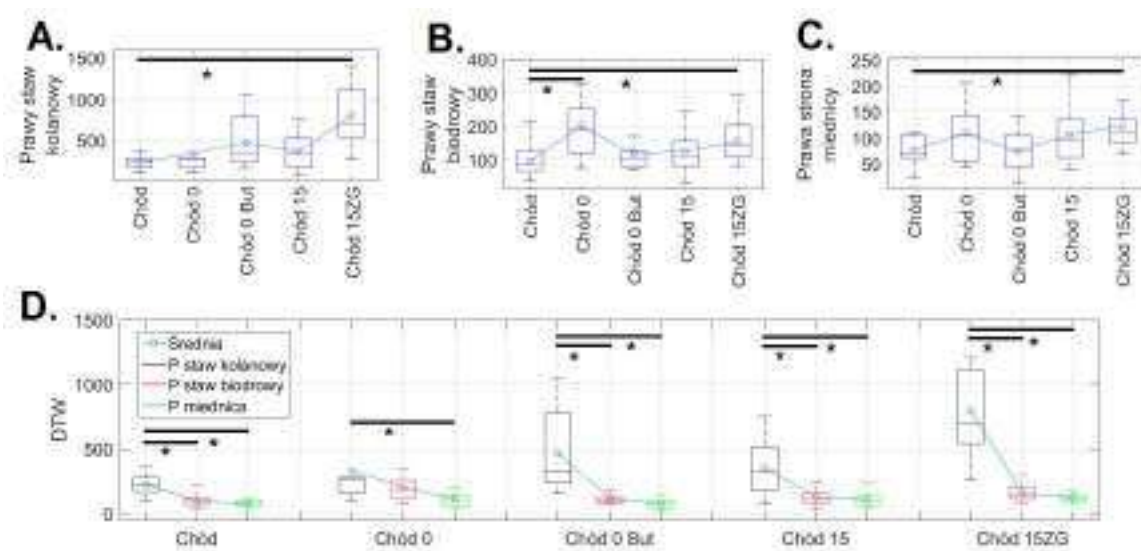 A.
Prawy staw
kolanowy
1500
1000
500
*
Chód
Chód 0
Chód 0 But
Chód 15
Chód 15ZG
B.
Prawy staw
biodrowy
400
300
200
100
*
*
Chód
Chód 0
Chód 0 But
Chód 15
Chód 15ZG
C.
Prawa strona
miednicy
250
200
150
100
50
*
Chód
Chód 0
Chód 0 But
Chód 15
Chód 15ZG
D.
DTW
1500
1000
500
0
Średnia
P staw kolanowy
P staw biodrowy
P miednica
* *
*
* *
* *
* *
Chód
Chód 0
Chód 0 But
Chód 15
Chód 15ZG